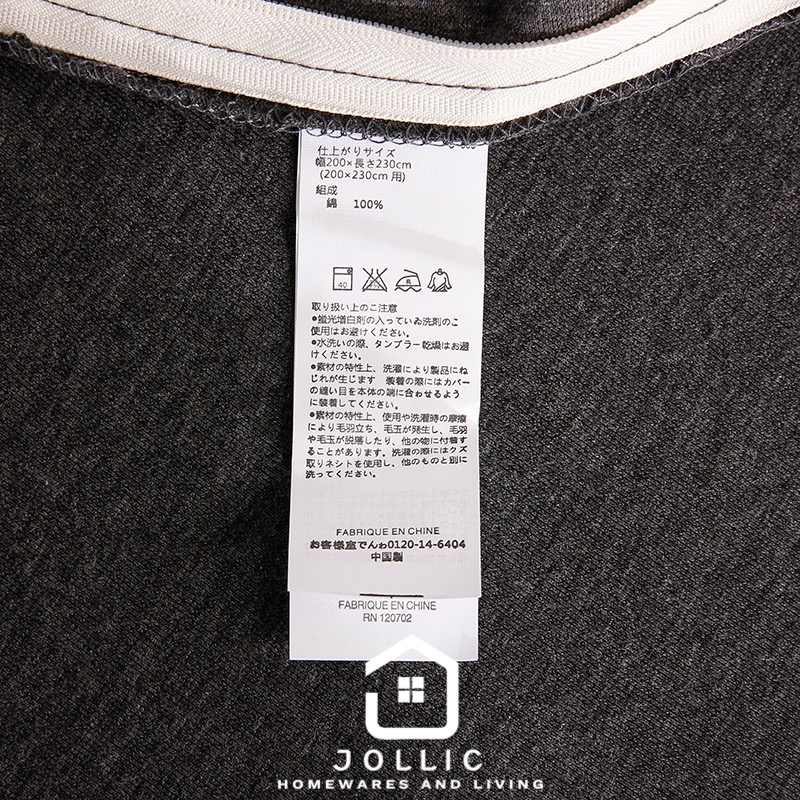 仕上がりサイズ
幅200×長さ230cm
(200×230cm 用)
組成
綿 100%
40
取り扱い上のご注意
●蛍光増白剤の入っていゐ洗剤のご
使用はお避けください。
●水洗いの際、タンブラー乾燥はお避
けください。
●素材の特性上、洗濯により製品にね
じれが生じます 装着の際にはカバー
の縫い目を本体の端に合わせるよう
に装着してください。
●素材の特性上、使用や洗濯時の摩擦
により毛羽立ち、毛玉が発生し、毛羽
や毛玉が脱落したり、他の物に付着す
ることがあります。洗濯の際にはクズ
取りネシトを使用し、他のものと別に
洗ってください。
FABRIQUE EN CHINE
お客様室でんわ0120-14-6404
中国製
FABRIQUE EN CHINE
RN 120702
JOLLIC
HOMEWARES AND LIVING